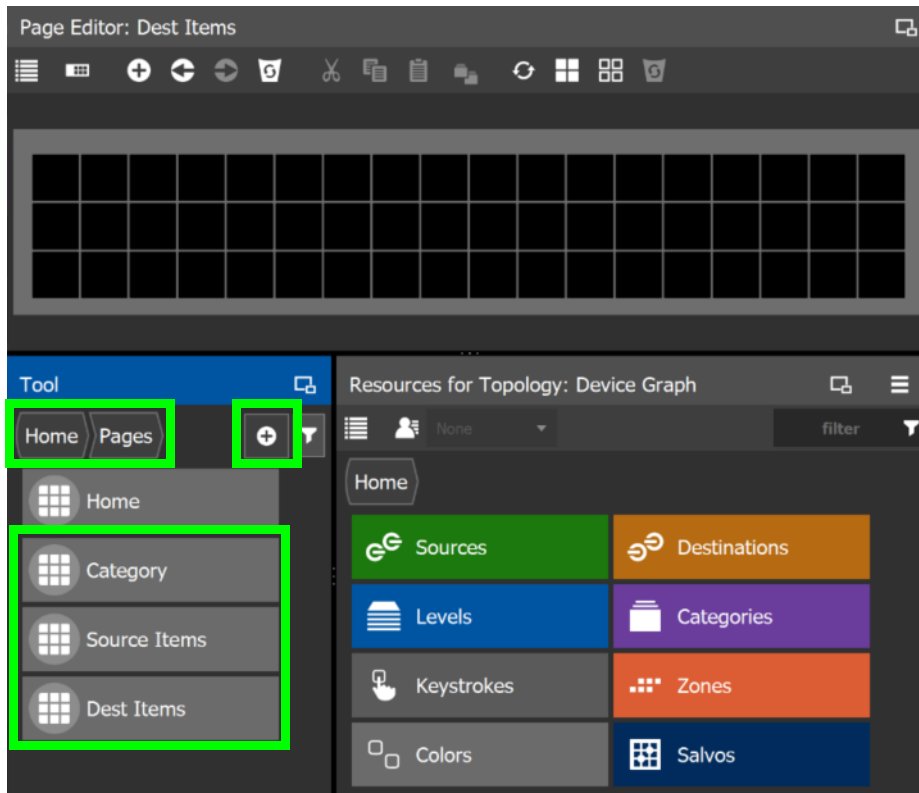 Page Editor: Dest Items
Tool
Home Pages
Home
Category
Source Items
Dest Items
Resources for Topology: Device Graph
None filter
Home
Sources Destinations
Levels Categories
Keystrokes Zones
Colors Salvos